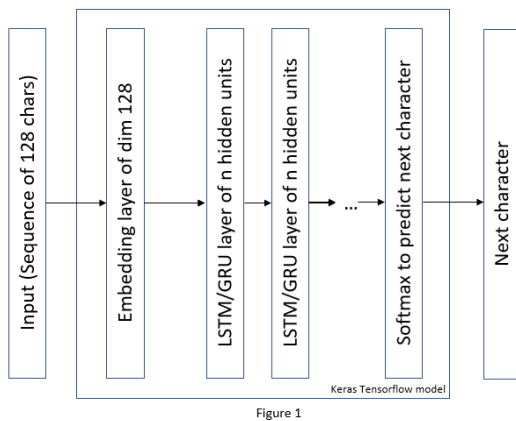 Input (Sequence of 128 chars)
Embedding layer of dim 128
LSTM/GRU layer of n hidden units
LSTM/GRU layer of n hidden units
...
Softmax to predict next character
Next character
Keras Tensorflow model
Figure 1